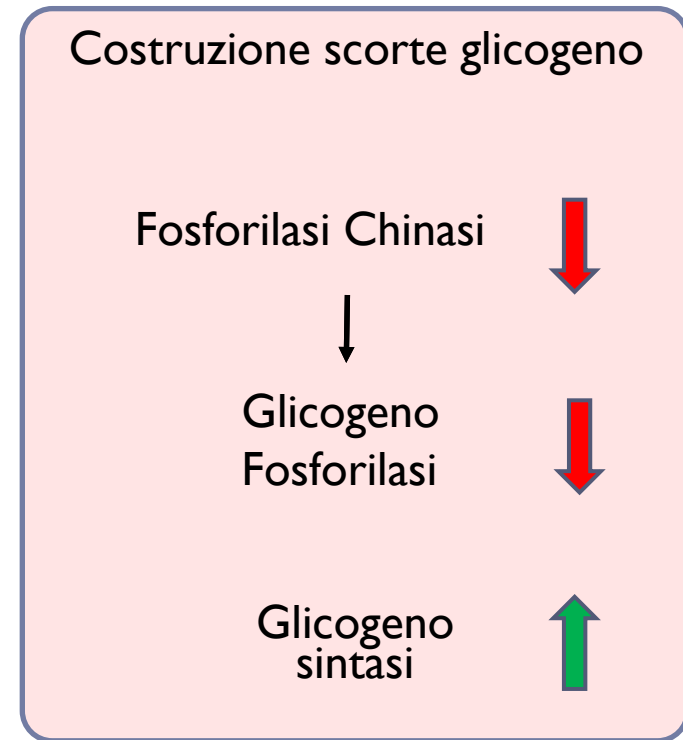 Costruzione scorte glicogeno
Fosforilasi Chinasi
Glicogeno
Fosforilasi
Glicogeno
sintasi